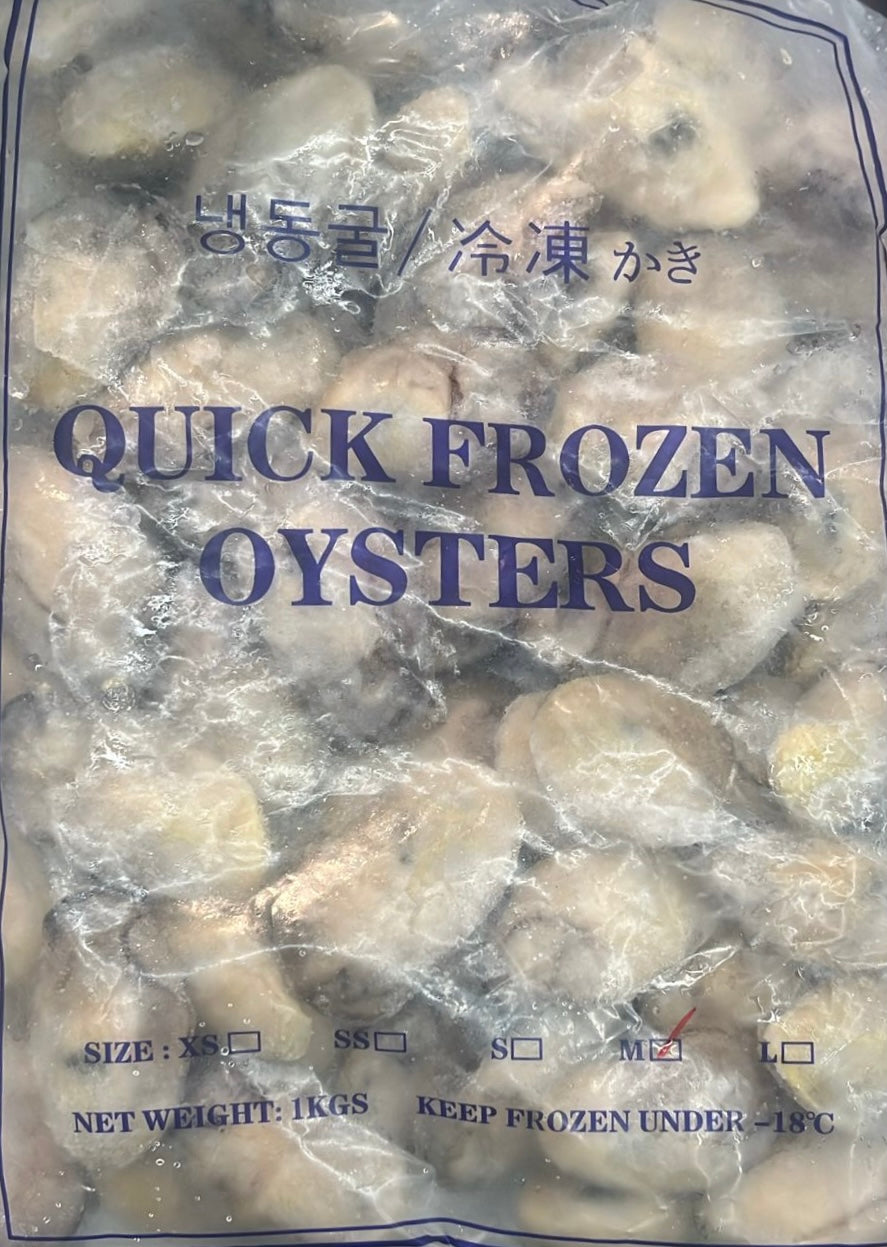 냉동굴/冷凍かき
QUICK FROZEN
OYSTERS
SIZE : XS□ SS□ S□ M☑ L□
NET WEIGHT: 1KGS KEEP FROZEN UNDER -18℃